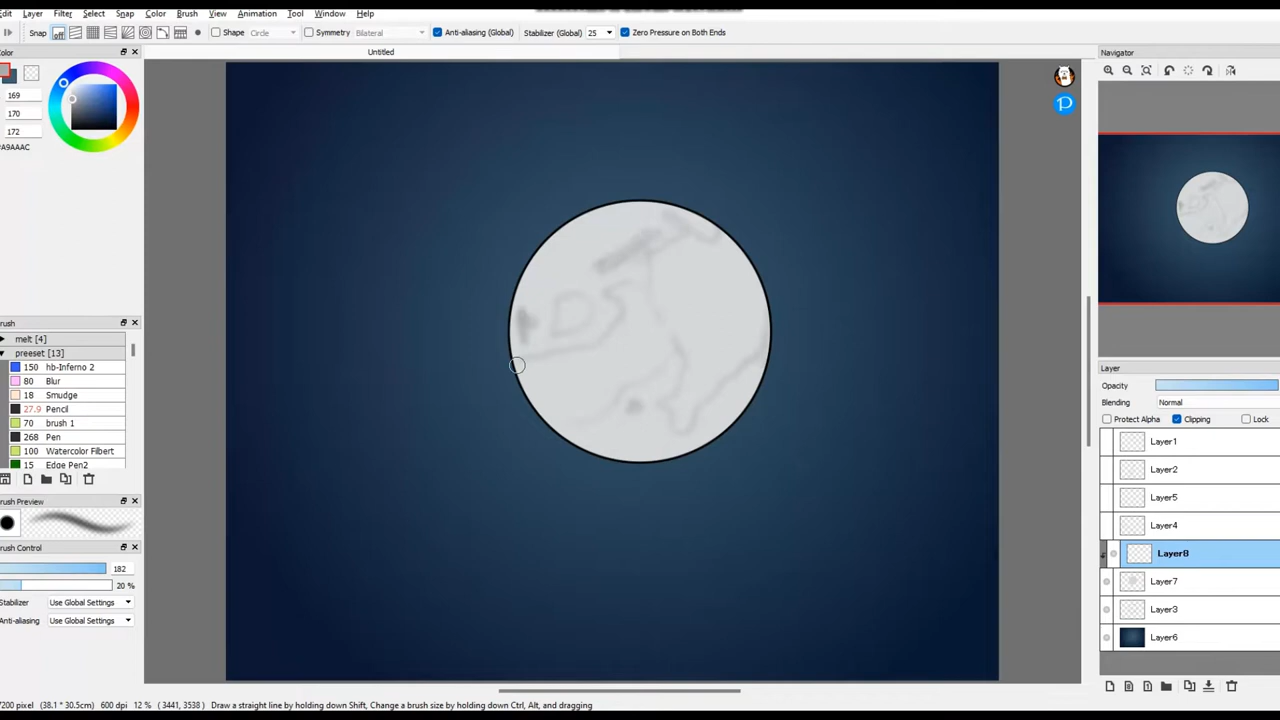 Edit Layer Filter Select Snap Color Brush View Animation Tool Window Help
Snap off Shape Circle Symmetry Bilateral Anti-aliasing (Global) Stabilizer (Global) 25 Zero Pressure on Both Ends
Color
Untitled
Navigator
169
170
172
A9AAAC
Brush
melt [4]
preeset [13]
150 hb-Inferno 2
80 Blur
18 Smudge
27.9 Pencil
70 brush 1
268 Pen
100 Watercolor Filbert
15 Edge Pen2
Brush Preview
Brush Control
182
20 %
Stabilizer Use Global Settings
Anti-aliasing Use Global Settings
Layer
Opacity
Blending Normal
Protect Alpha Clipping Lock
Layer1
Layer2
Layer5
Layer4
Layer8
Layer7
Layer3
Layer6
7200 pixel (38.1 * 30.5cm) 600 dpi 12 % ( 3441, 3538 ) Draw a straight line by holding down Shift, Change a brush size by holding down Ctrl, Alt, and dragging